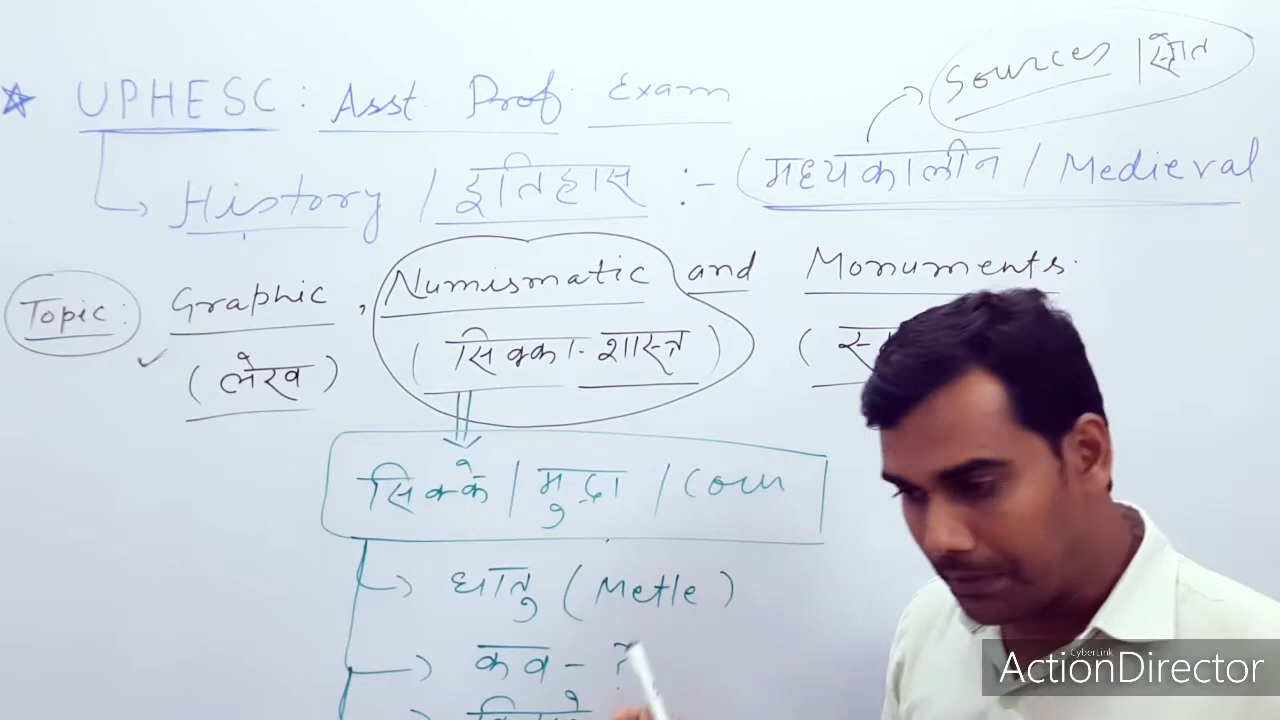 Sources / स्रोत
☆ UPHESC : Asst. Prof. Exam
History / इतिहास :- (मध्यकालीन / Medieval
Topic : Graphic , Numismatic and Monuments.
(लेख) (सिक्का-शास्त्र) (
सिक्के / मुद्रा / Coin
धातु (Metle)
कब - ?
CyberLink
ActionDirector